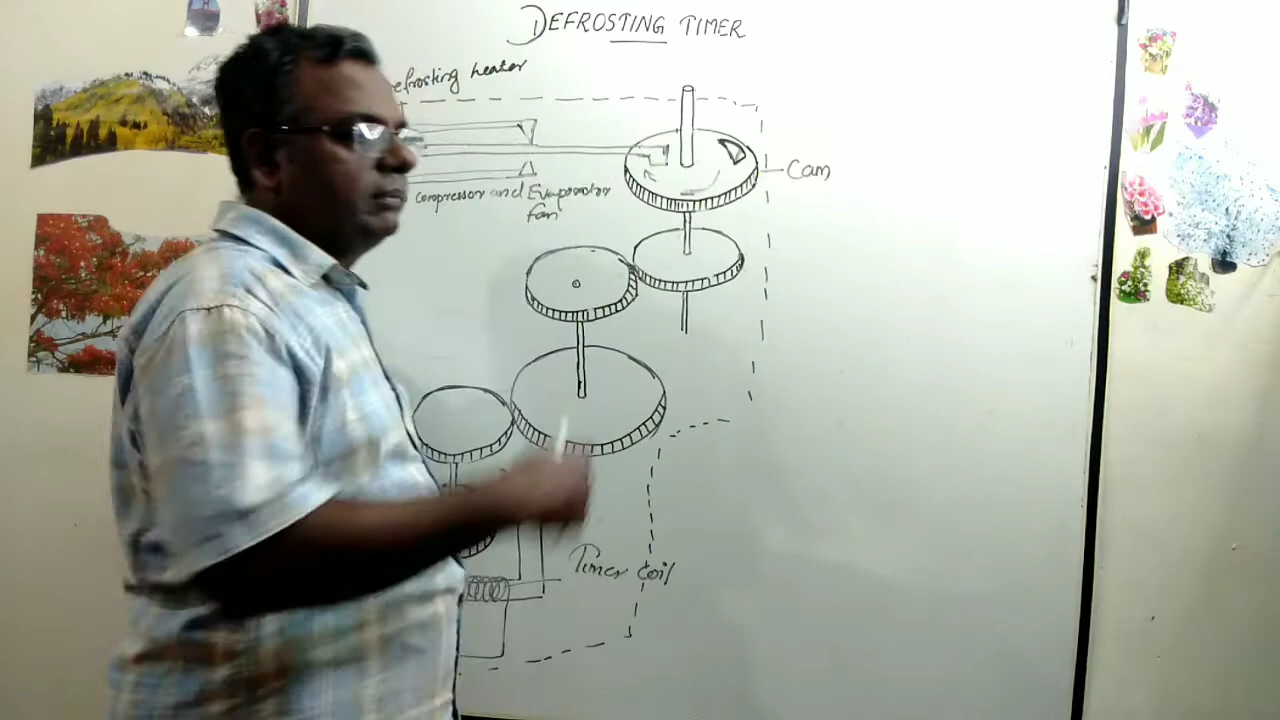 DEFROSTING TIMER
efrosting heater
Cam
compressor and Evaporator
fan
Timer coil